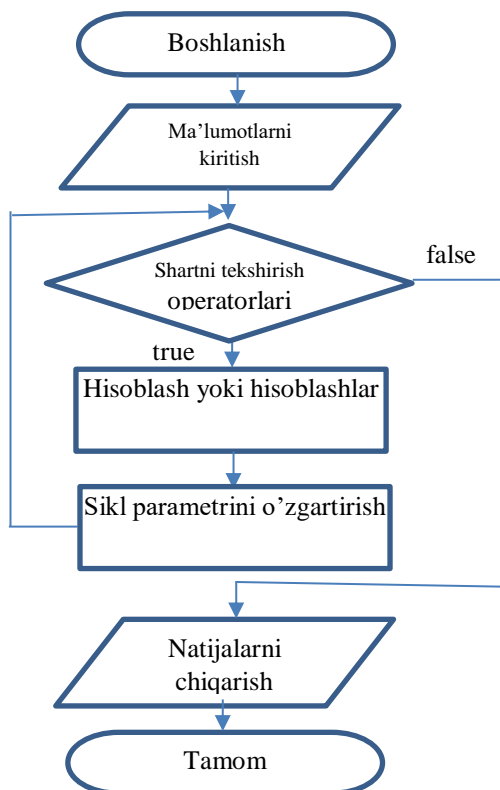 Boshlanish
Ma’lumotlarni
kiritish
false
Shartni tekshirish
operatorlari
true
Hisoblash yoki hisoblashlar
Sikl parametrini o’zgartirish
Natijalarni
chiqarish
Tamom